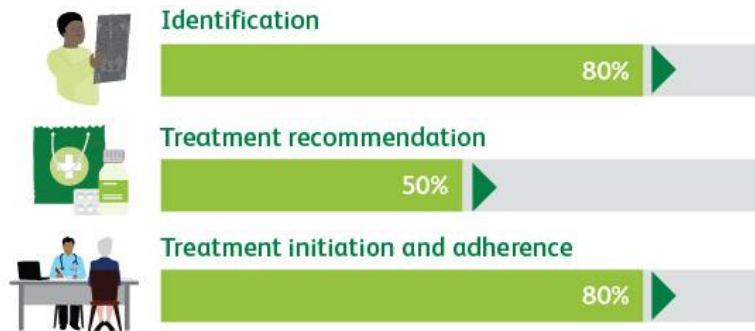 Identification
80%
Treatment recommendation
50%
Treatment initiation and adherence
80%